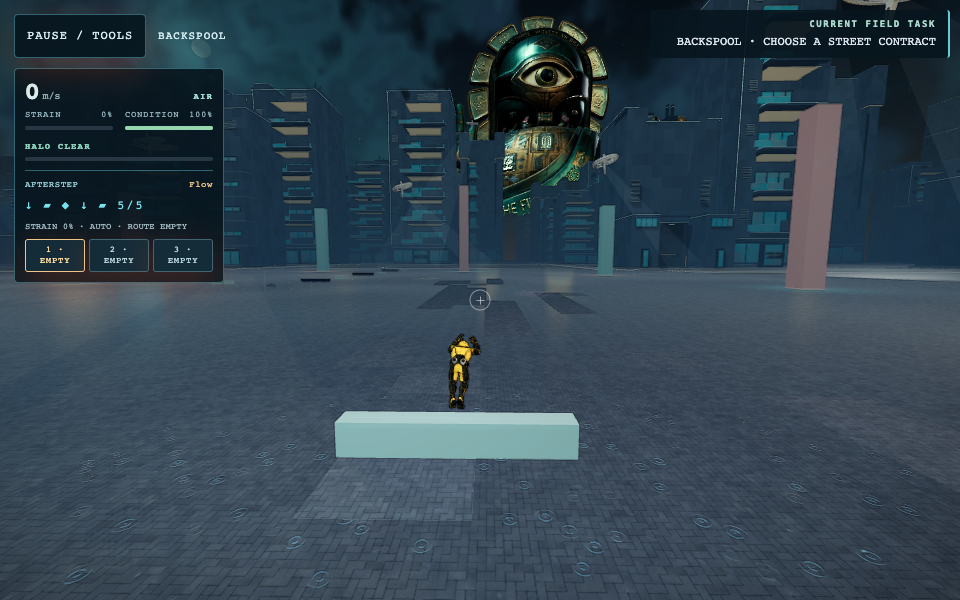 PAUSE / TOOLS
BACKSPOOL
CURRENT FIELD TASK
BACKSPOOL · CHOOSE A STREET CONTRACT
0 m/s
AIR
STRAIN 0%
CONDITION 100%
HALO CLEAR
AFTERSTEP
Flow
5/5
STRAIN 0% · AUTO · ROUTE EMPTY
1 · EMPTY
2 · EMPTY
3 · EMPTY